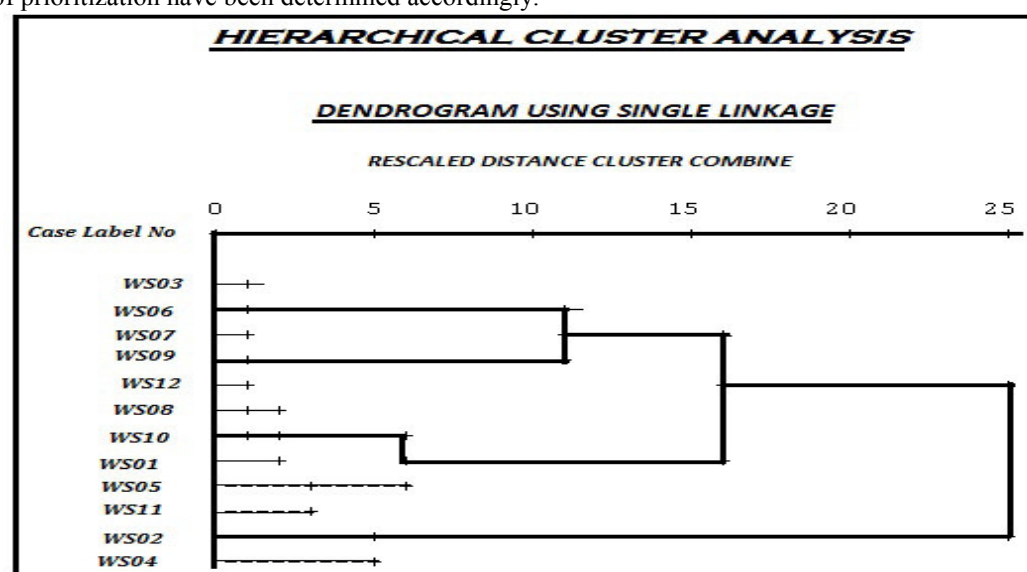 of prioritization have been determined accordingly.
HIERARCHICAL CLUSTER ANALYSIS
DENDROGRAM USING SINGLE LINKAGE
RESCALED DISTANCE CLUSTER COMBINE
0 5 10 15 20 25
Case Label No
WS03
WS06
WS07
WS09
WS12
WS08
WS10
WS01
WS05
WS11
WS02
WS04